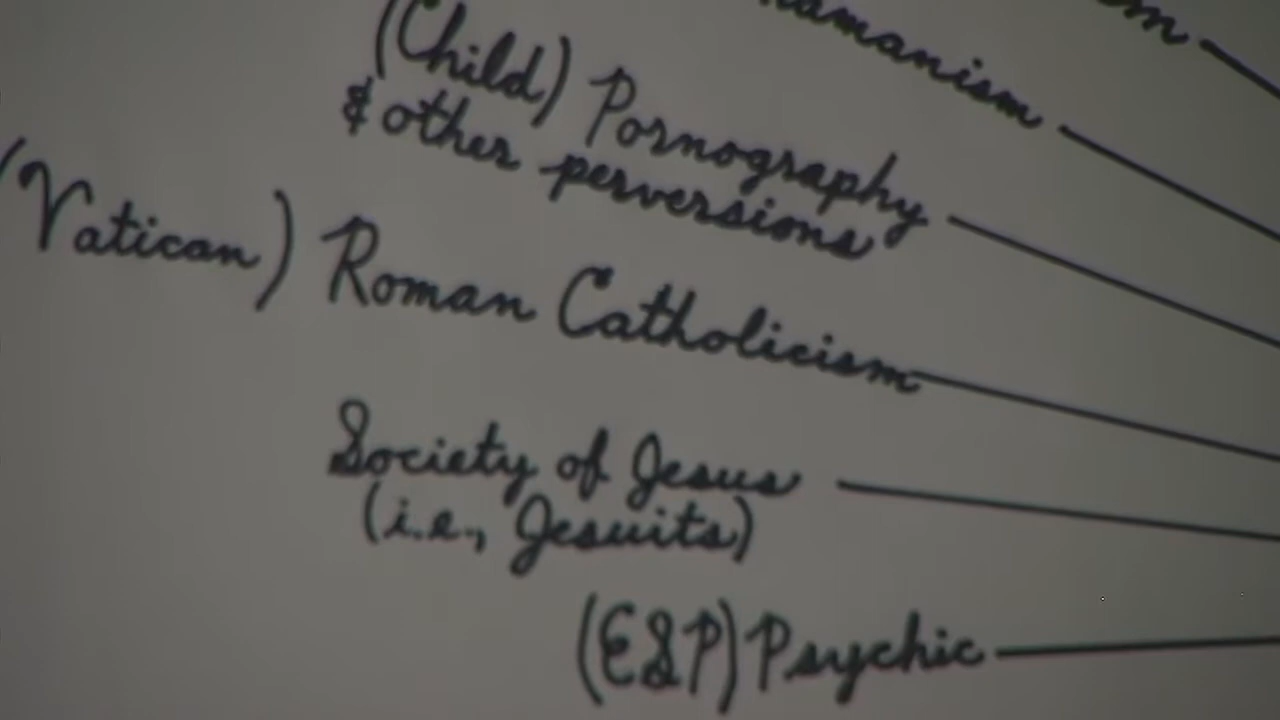 (Child) Pornography
& other perversions
(Vatican) Roman Catholicism
Society of Jesus
(i.e., Jesuits)
(ESP) Psychic